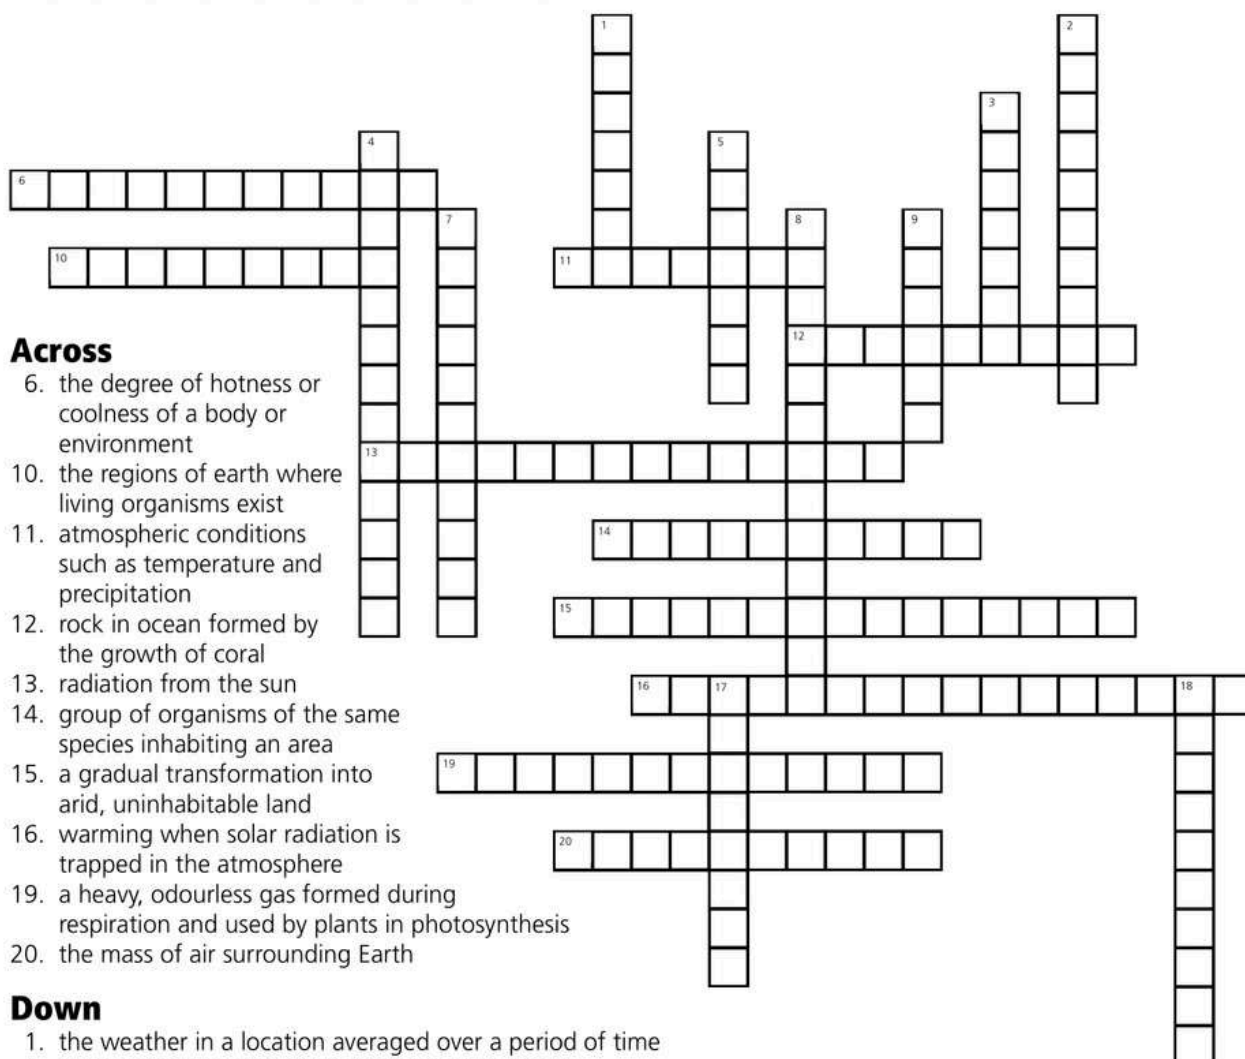 1
2
3
4
5
6
7
8
9
10
11
12
13
14
15
16
17
18
19
20
Across
6. the degree of hotness or
coolness of a body or
environment
10. the regions of earth where
living organisms exist
11. atmospheric conditions
such as temperature and
precipitation
12. rock in ocean formed by
the growth of coral
13. radiation from the sun
14. group of organisms of the same
species inhabiting an area
15. a gradual transformation into
arid, uninhabitable land
16. warming when solar radiation is
trapped in the atmosphere
19. a heavy, odourless gas formed during
respiration and used by plants in photosynthesis
20. the mass of air surrounding Earth
Down
1. the weather in a location averaged over a period of time